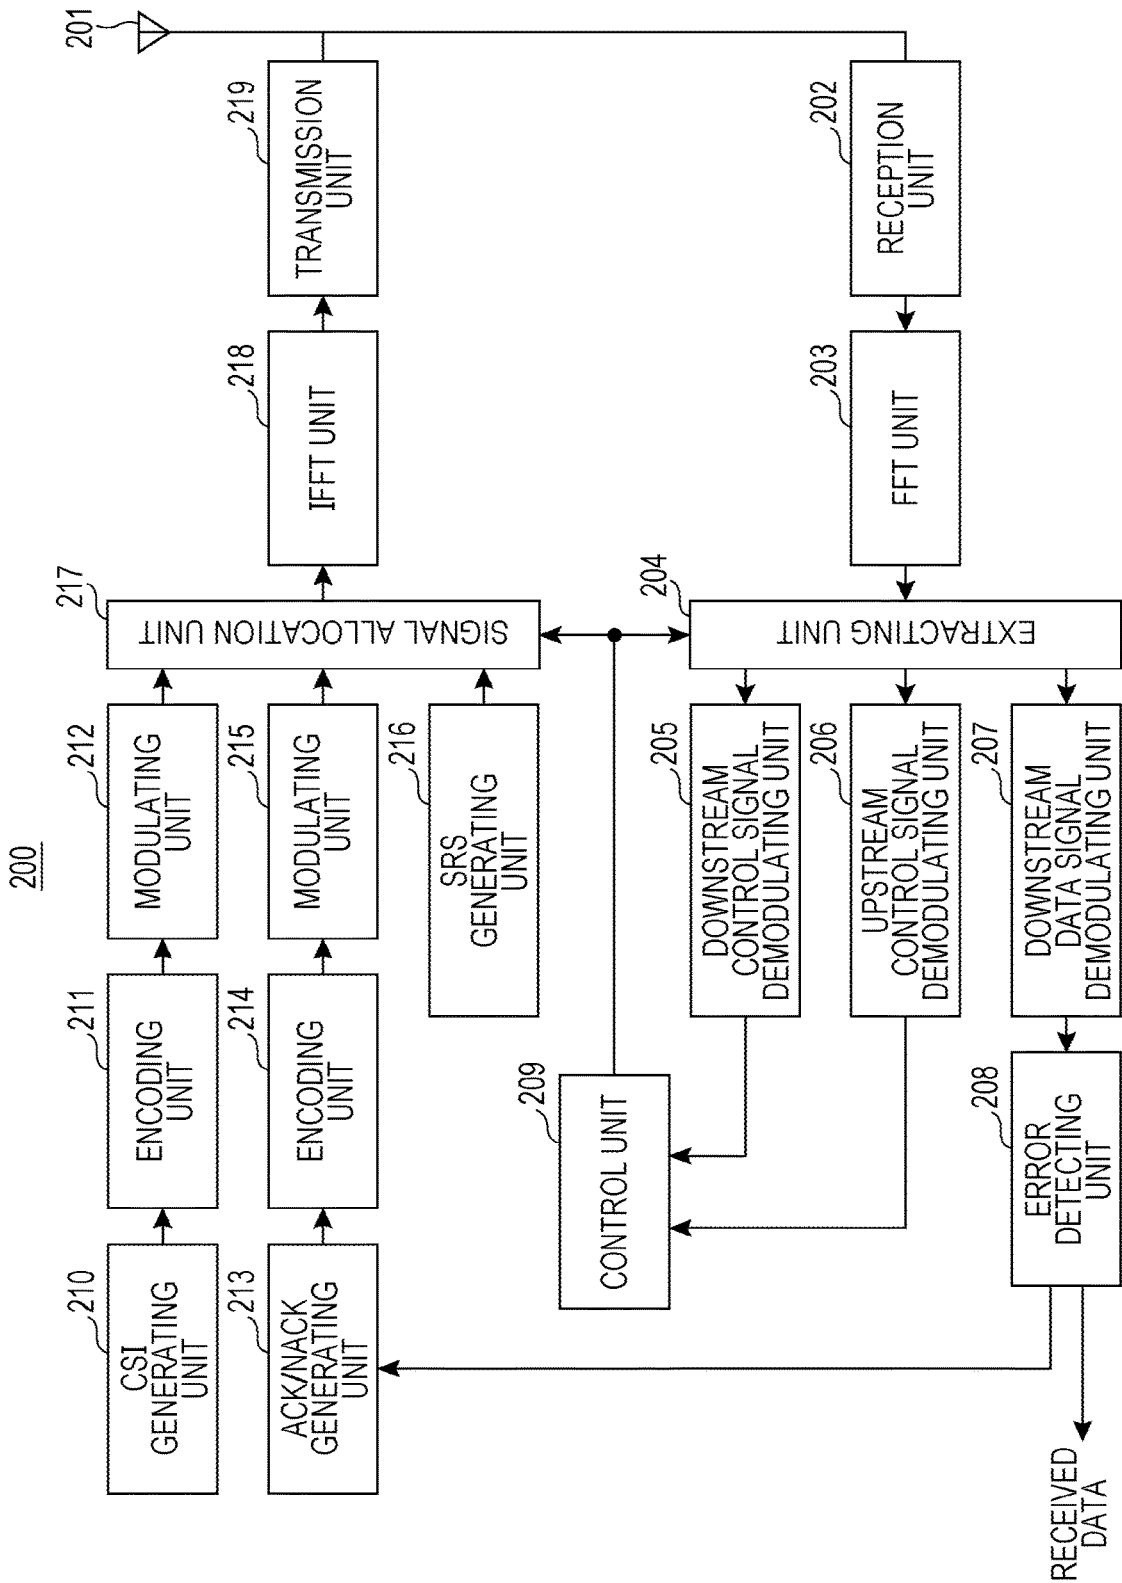 200
201
TRANSMISSION
UNIT
219
RECEPTION
UNIT
202
IFFT UNIT
218
FFT UNIT
203
SIGNAL ALLOCATION UNIT
217
EXTRACTING UNIT
204
MODULATING
UNIT
212
MODULATING
UNIT
215
SRS
GENERATING
UNIT
216
DOWNSTREAM
CONTROL SIGNAL
DEMODULATING UNIT
205
UPSTREAM
CONTROL SIGNAL
DEMODULATING UNIT
206
DOWNSTREAM
DATA SIGNAL
DEMODULATING UNIT
207
ENCODING
UNIT
211
ENCODING
UNIT
214
CONTROL UNIT
209
ERROR
DETECTING
UNIT
208
CSI
GENERATING
UNIT
210
ACK/NACK
GENERATING
UNIT
213
RECEIVED
DATA